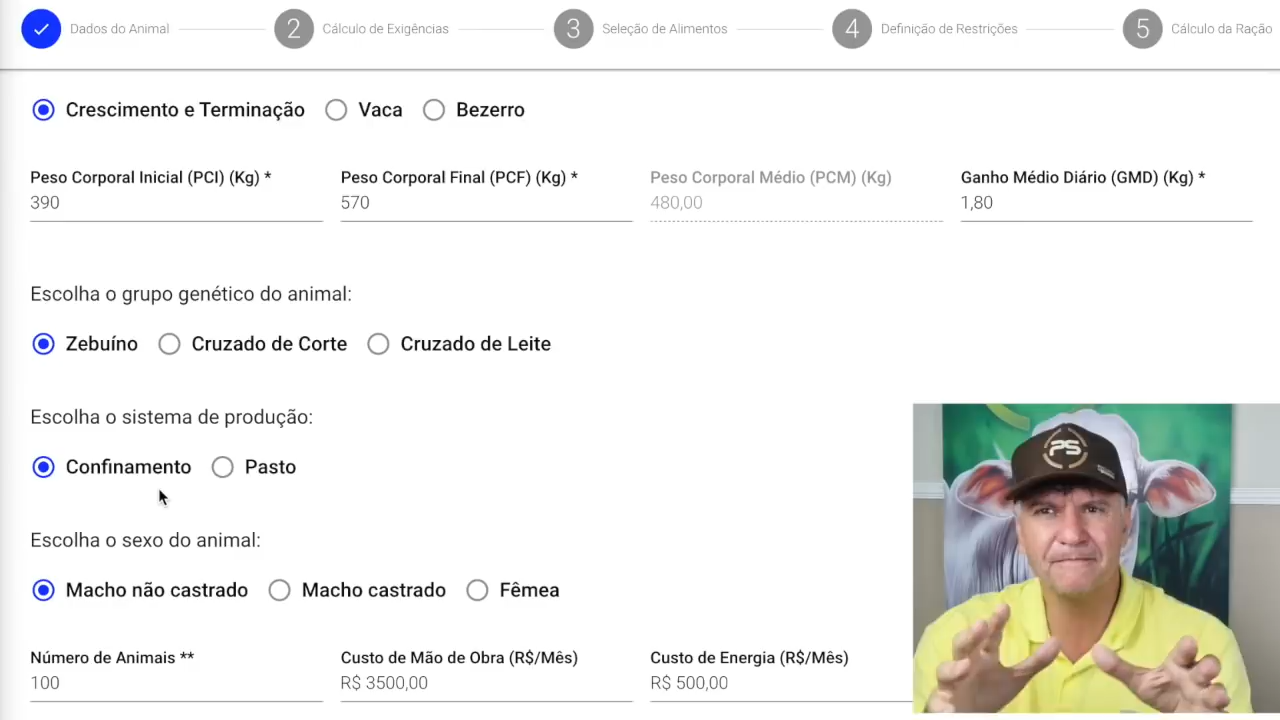 Dados do Animal
2 Cálculo de Exigências
3 Seleção de Alimentos
4 Definição de Restrições
5 Cálculo da Ração
Crescimento e Terminação Vaca Bezerro
Peso Corporal Inicial (PCI) (Kg) * Peso Corporal Final (PCF) (Kg) * Peso Corporal Médio (PCM) (Kg) Ganho Médio Diário (GMD) (Kg) *
390 570 480,00 1,80
Escolha o grupo genético do animal:
Zebuíno Cruzado de Corte Cruzado de Leite
Escolha o sistema de produção:
Confinamento Pasto
Escolha o sexo do animal:
Macho não castrado Macho castrado Fêmea
Número de Animais ** Custo de Mão de Obra (R$/Mês) Custo de Energia (R$/Mês)
100 R$ 3500,00 R$ 500,00
PS